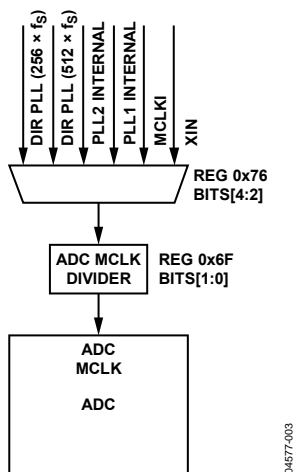 DIR PLL (256 × fS)
DIR PLL (512 × fS)
PLL2 INTERNAL
PLL1 INTERNAL
MCLKI
XIN
REG 0x76
BITS[4:2]
ADC MCLK
DIVIDER
REG 0x6F
BITS[1:0]
ADC
MCLK
ADC
04577-003